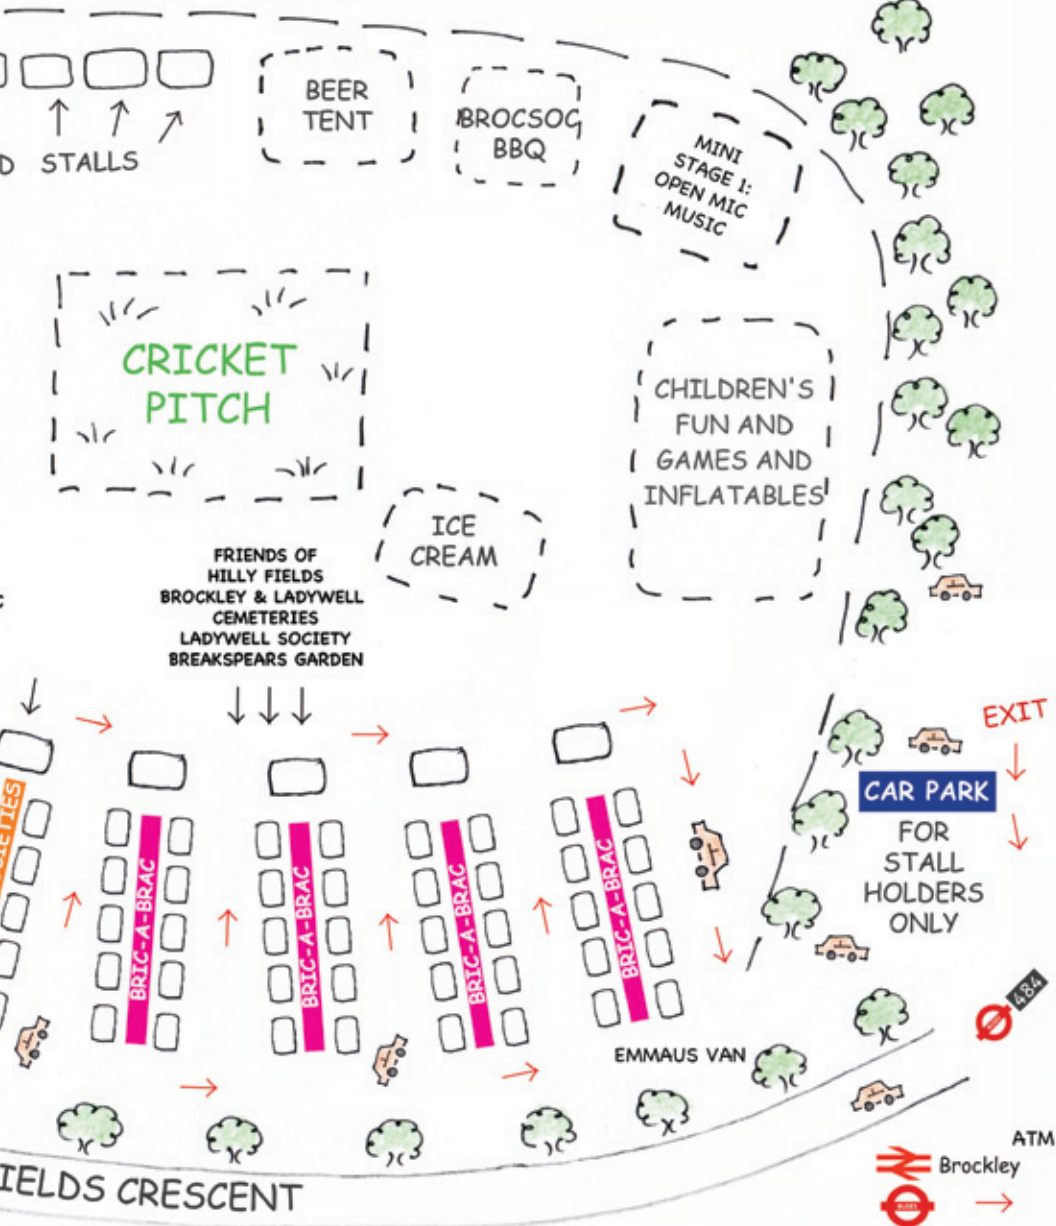 BEER
TENT
BROCSOC
BBQ
MINI
STAGE 1:
OPEN MIC
MUSIC
D STALLS
CRICKET
PITCH
CHILDREN'S
FUN AND
GAMES AND
INFLATABLES
ICE
CREAM
FRIENDS OF
HILLY FIELDS
BROCKLEY & LADYWELL
CEMETERIES
LADYWELL SOCIETY
BREAKSPEARS GARDEN
C
EXIT
CAR PARK
FOR
STALL
HOLDERS
ONLY
CIETIES
BRIC-A-BRAC
BRIC-A-BRAC
BRIC-A-BRAC
BRIC-A-BRAC
484
EMMAUS VAN
IELDS CRESCENT
ATM
Brockley
BUSES